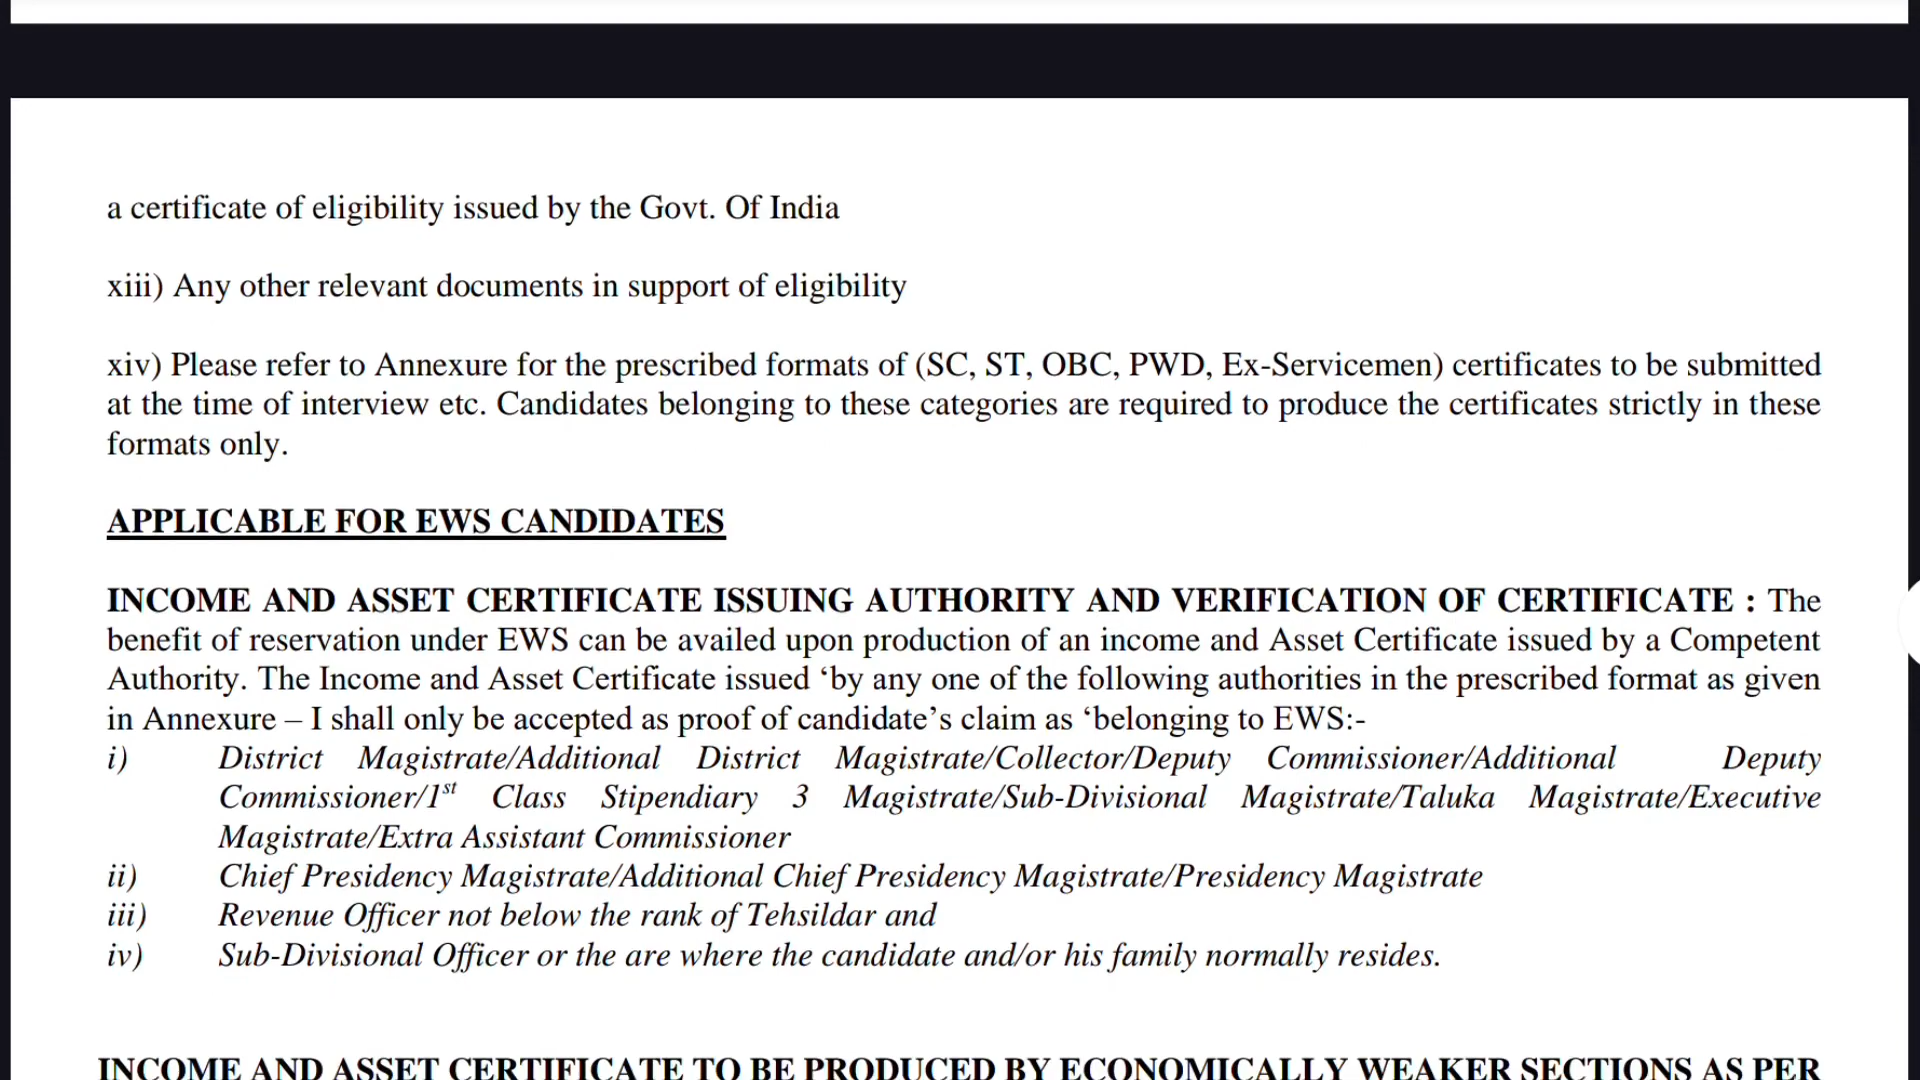 a certificate of eligibility issued by the Govt. Of India
xiii) Any other relevant documents in support of eligibility
xiv) Please refer to Annexure for the prescribed formats of (SC, ST, OBC, PWD, Ex-Servicemen) certificates to be submitted
at the time of interview etc. Candidates belonging to these categories are required to produce the certificates strictly in these
formats only.
APPLICABLE FOR EWS CANDIDATES
INCOME AND ASSET CERTIFICATE ISSUING AUTHORITY AND VERIFICATION OF CERTIFICATE : The
benefit of reservation under EWS can be availed upon production of an income and Asset Certificate issued by a Competent
Authority. The Income and Asset Certificate issued ‘by any one of the following authorities in the prescribed format as given
in Annexure – I shall only be accepted as proof of candidate’s claim as ‘belonging to EWS:-
i) District Magistrate/Additional District Magistrate/Collector/Deputy Commissioner/Additional Deputy
Commissioner/1st Class Stipendiary 3 Magistrate/Sub-Divisional Magistrate/Taluka Magistrate/Executive
Magistrate/Extra Assistant Commissioner
ii) Chief Presidency Magistrate/Additional Chief Presidency Magistrate/Presidency Magistrate
iii) Revenue Officer not below the rank of Tehsildar and
iv) Sub-Divisional Officer or the are where the candidate and/or his family normally resides.
INCOME AND ASSET CERTIFICATE TO BE PRODUCED BY ECONOMICALLY WEAKER SECTIONS AS PER